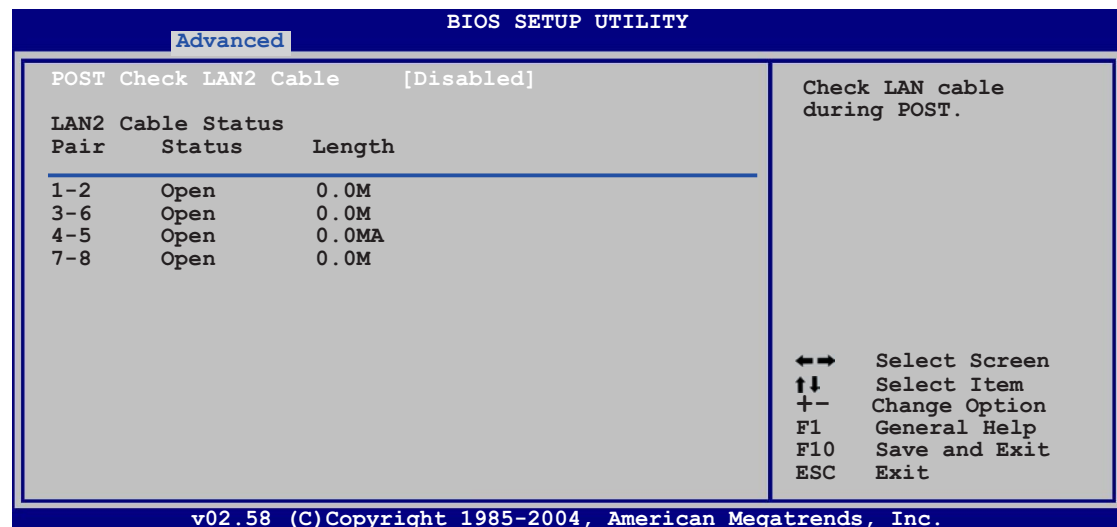 BIOS SETUP UTILITY
Advanced
POST Check LAN2 Cable [Disabled]
LAN2 Cable Status
Pair Status Length
1-2 Open 0.0M
3-6 Open 0.0M
4-5 Open 0.0MA
7-8 Open 0.0M
Check LAN cable
during POST.
←→ Select Screen
↑↓ Select Item
+- Change Option
F1 General Help
F10 Save and Exit
ESC Exit
v02.58 (C)Copyright 1985-2004, American Megatrends, Inc.